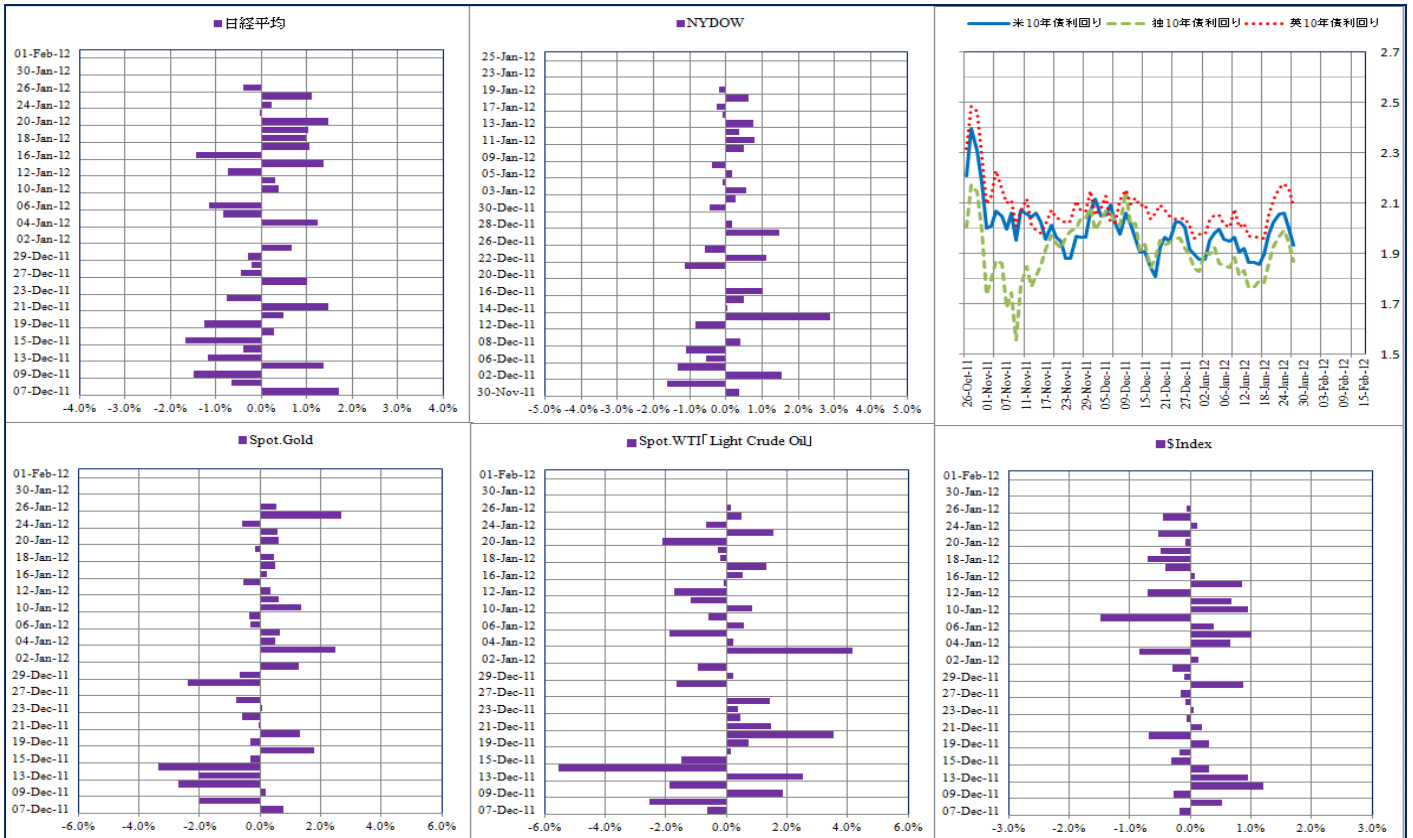 日経平均
01-Feb-12
30-Jan-12
26-Jan-12
24-Jan-12
20-Jan-12
18-Jan-12
16-Jan-12
12-Jan-12
10-Jan-12
06-Jan-12
04-Jan-12
02-Jan-12
29-Dec-11
27-Dec-11
23-Dec-11
21-Dec-11
19-Dec-11
15-Dec-11
13-Dec-11
09-Dec-11
07-Dec-11
-4.0% -3.0% -2.0% -1.0% 0.0% 1.0% 2.0% 3.0% 4.0%
NYDOW
25-Jan-12
23-Jan-12
19-Jan-12
17-Jan-12
13-Jan-12
11-Jan-12
09-Jan-12
05-Jan-12
03-Jan-12
30-Dec-11
28-Dec-11
26-Dec-11
22-Dec-11
20-Dec-11
16-Dec-11
14-Dec-11
12-Dec-11
08-Dec-11
06-Dec-11
02-Dec-11
30-Nov-11
-5.0% -4.0% -3.0% -2.0% -1.0% 0.0% 1.0% 2.0% 3.0% 4.0% 5.0%
米10年債利回り 独10年債利回り 英10年債利回り
2.7
2.5
2.3
2.1
1.9
1.7
1.5
26-Oct-11 01-Nov-11 07-Nov-11 11-Nov-11 17-Nov-11 23-Nov-11 29-Nov-11 05-Dec-11 09-Dec-11 15-Dec-11 21-Dec-11 27-Dec-11 02-Jan-12 06-Jan-12 12-Jan-12 18-Jan-12 24-Jan-12 30-Jan-12 03-Feb-12 09-Feb-12 15-Feb-12
Spot.Gold
01-Feb-12
30-Jan-12
26-Jan-12
24-Jan-12
20-Jan-12
18-Jan-12
16-Jan-12
12-Jan-12
10-Jan-12
06-Jan-12
04-Jan-12
02-Jan-12
29-Dec-11
27-Dec-11
23-Dec-11
21-Dec-11
19-Dec-11
15-Dec-11
13-Dec-11
09-Dec-11
07-Dec-11
-6.0% -4.0% -2.0% 0.0% 2.0% 4.0% 6.0%
Spot.WTI「Light Crude Oil」
01-Feb-12
30-Jan-12
26-Jan-12
24-Jan-12
20-Jan-12
18-Jan-12
16-Jan-12
12-Jan-12
10-Jan-12
06-Jan-12
04-Jan-12
02-Jan-12
29-Dec-11
27-Dec-11
23-Dec-11
21-Dec-11
19-Dec-11
15-Dec-11
13-Dec-11
09-Dec-11
07-Dec-11
-6.0% -4.0% -2.0% 0.0% 2.0% 4.0% 6.0%
$Index
01-Feb-12
30-Jan-12
26-Jan-12
24-Jan-12
20-Jan-12
18-Jan-12
16-Jan-12
12-Jan-12
10-Jan-12
06-Jan-12
04-Jan-12
02-Jan-12
29-Dec-11
27-Dec-11
23-Dec-11
21-Dec-11
19-Dec-11
15-Dec-11
13-Dec-11
09-Dec-11
07-Dec-11
-3.0% -2.0% -1.0% 0.0% 1.0% 2.0% 3.0%